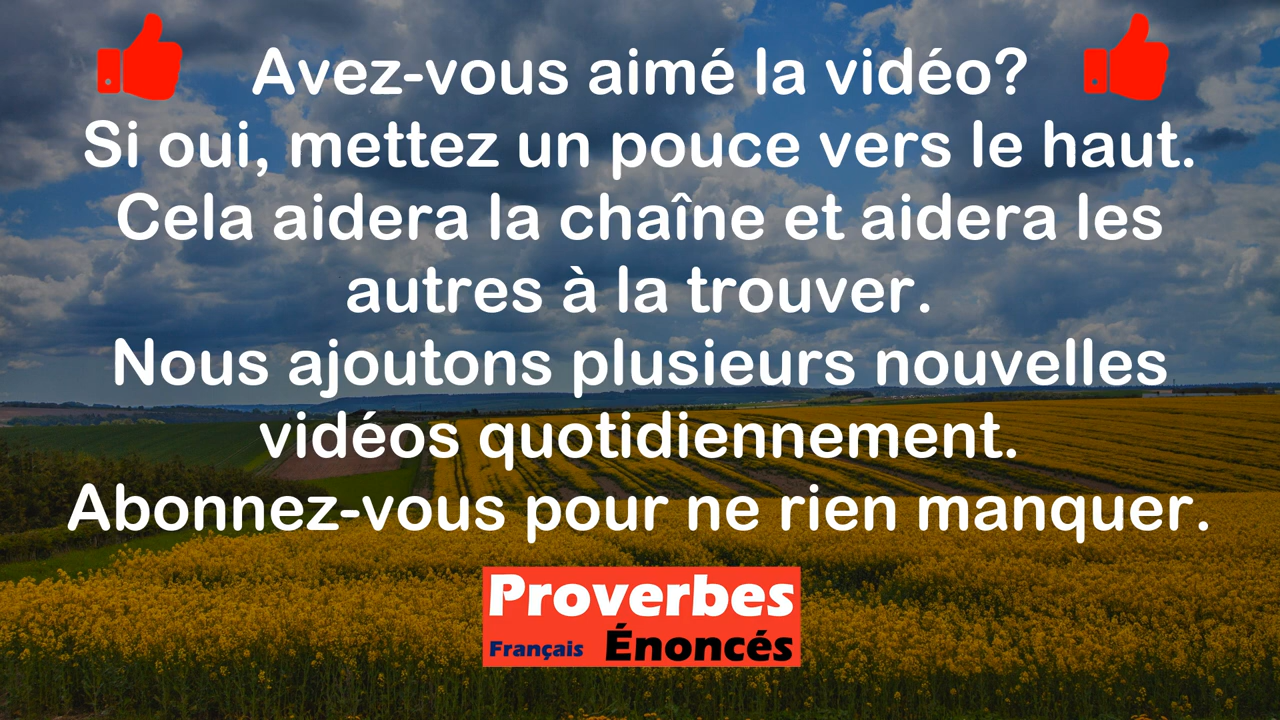 Avez-vous aimé la vidéo?
Si oui, mettez un pouce vers le haut.
Cela aidera la chaîne et aidera les
autres à la trouver.
Nous ajoutons plusieurs nouvelles
vidéos quotidiennement.
Abonnez-vous pour ne rien manquer.
Proverbes
Français Énoncés